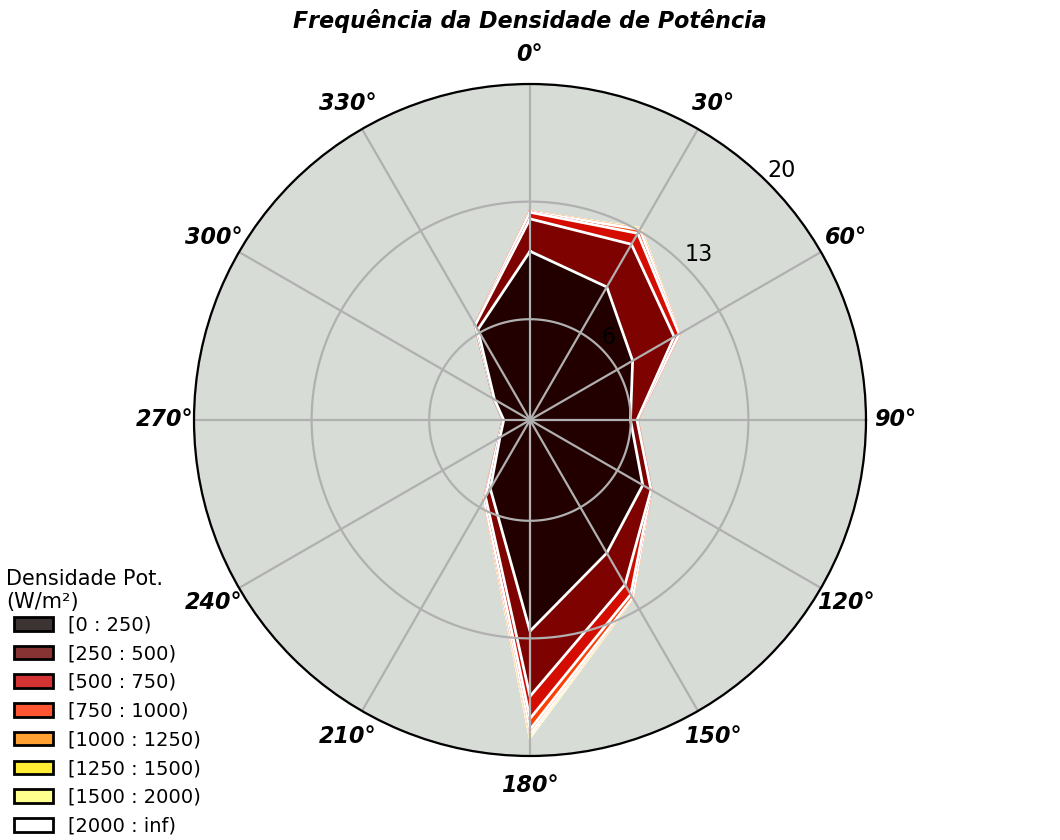 Frequência da Densidade de Potência
0°
330°
30°
20
300°
60°
13
6
270°
90°
Densidade Pot.
(W/m²)
240°
120°
[0 : 250)
[250 : 500)
[500 : 750)
[750 : 1000)
210°
150°
[1000 : 1250)
[1250 : 1500)
180°
[1500 : 2000)
[2000 : inf)